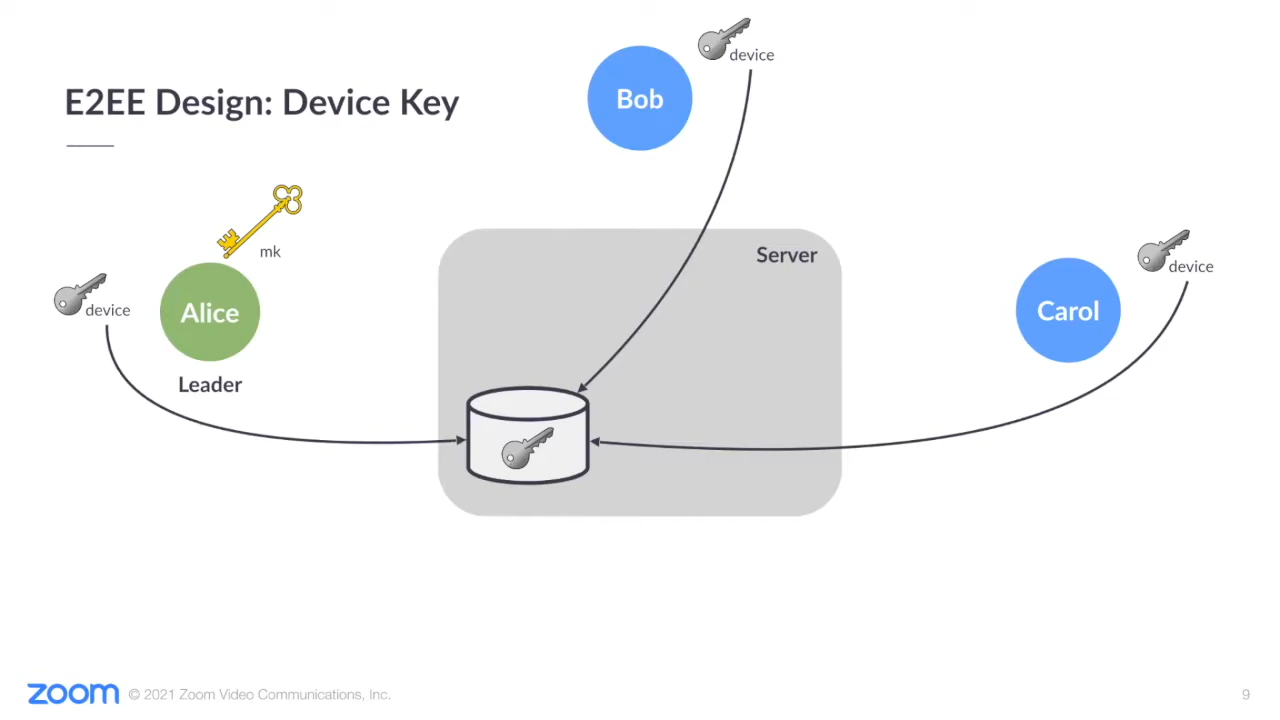 device
Bob
E2EE Design: Device Key
mk
Server
device
Carol
device
Alice
Leader
zoom © 2021 Zoom Video Communications, Inc.
9